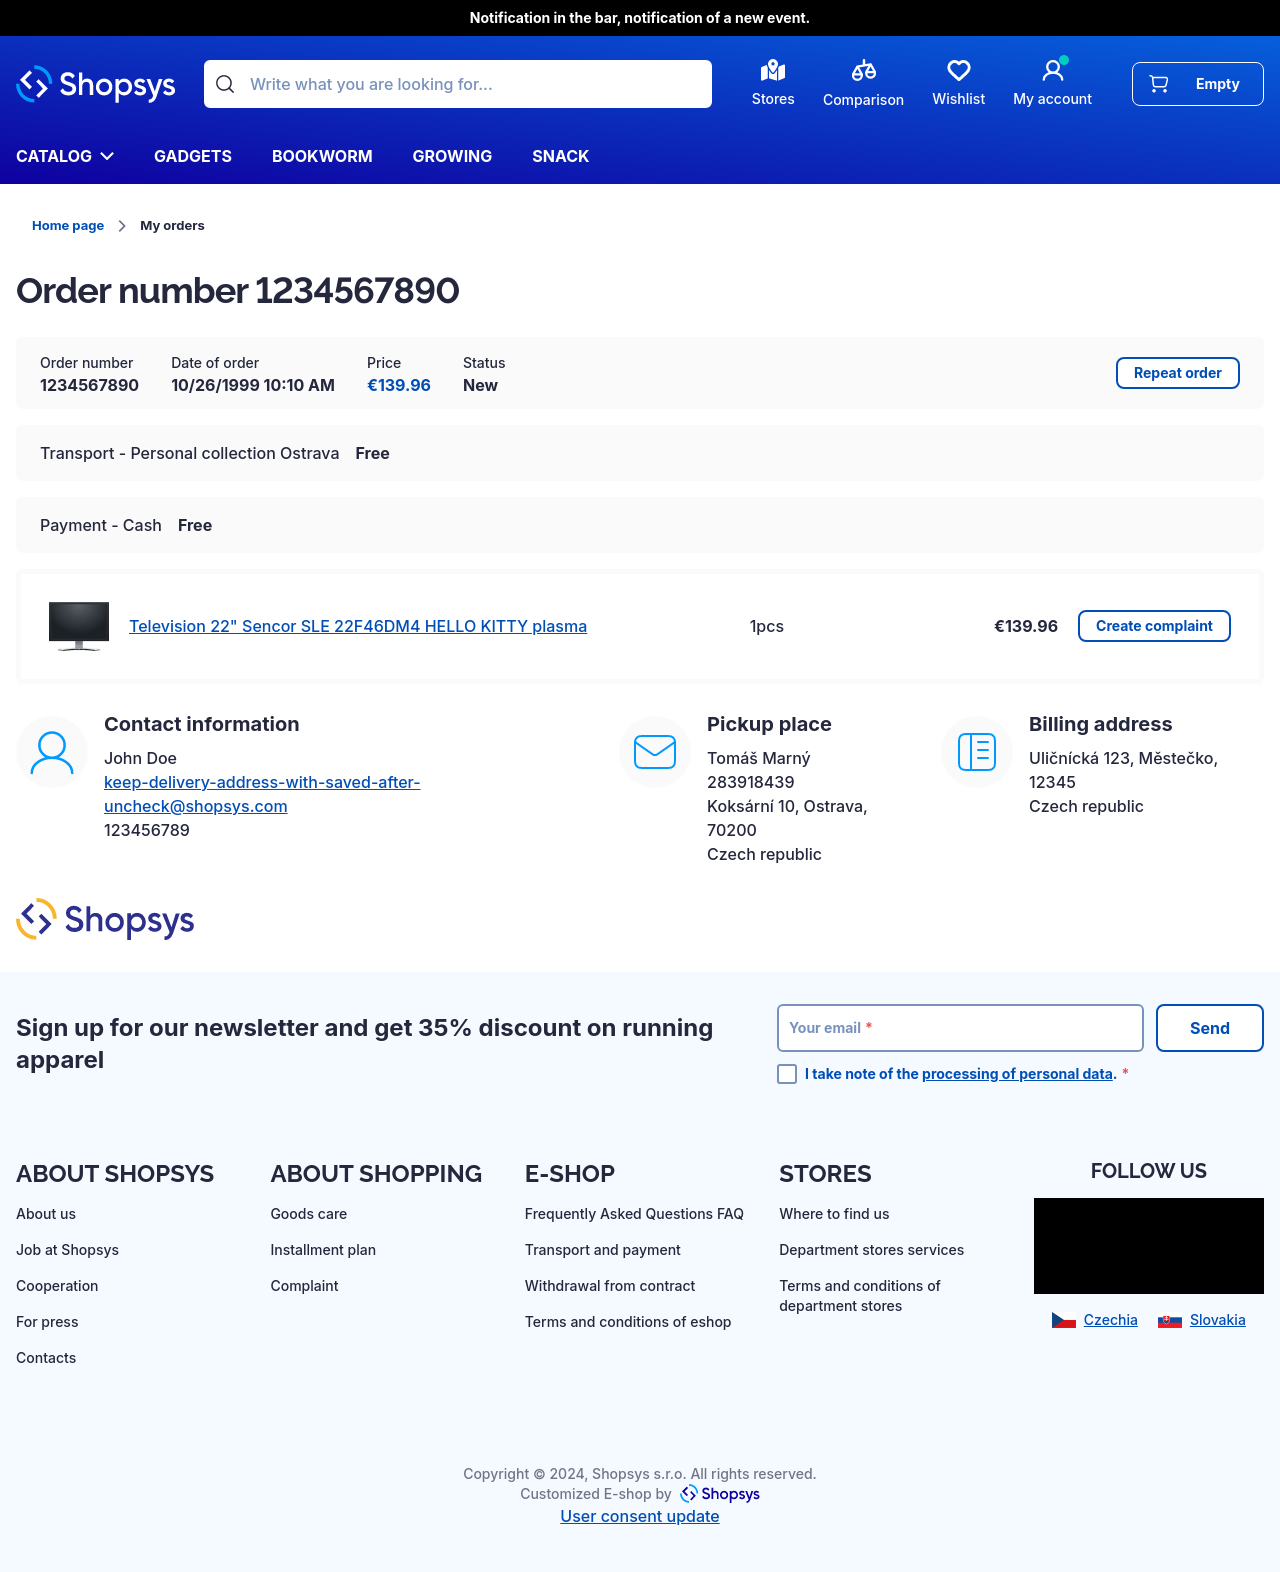 Notification in the bar, notification of a new event.
Shopsys
Write what you are looking for...
Stores
Comparison
Wishlist
My account
Empty
CATALOG
GADGETS
BOOKWORM
GROWING
SNACK
Home page
My orders
Order number 1234567890
Order number
1234567890
Date of order
10/26/1999 10:10 AM
Price
€139.96
Status
New
Repeat order
Transport - Personal collection Ostrava Free
Payment - Cash Free
Television 22" Sencor SLE 22F46DM4 HELLO KITTY plasma
1pcs
€139.96
Create complaint
Contact information
John Doe
keep-delivery-address-with-saved-after-
uncheck@shopsys.com
123456789
Pickup place
Tomáš Marný
283918439
Koksární 10, Ostrava,
70200
Czech republic
Billing address
Uličnícká 123, Městečko,
12345
Czech republic
Shopsys
Sign up for our newsletter and get 35% discount on running
apparel
Your email *
Send
I take note of the processing of personal data. *
ABOUT SHOPSYS
About us
Job at Shopsys
Cooperation
For press
Contacts
ABOUT SHOPPING
Goods care
Installment plan
Complaint
E-SHOP
Frequently Asked Questions FAQ
Transport and payment
Withdrawal from contract
Terms and conditions of eshop
STORES
Where to find us
Department stores services
Terms and conditions of
department stores
FOLLOW US
Czechia
Slovakia
Copyright © 2024, Shopsys s.r.o. All rights reserved.
Customized E-shop by Shopsys
User consent update